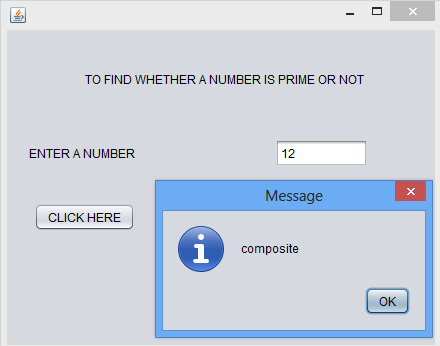 TO FIND WHETHER A NUMBER IS PRIME OR NOT
ENTER A NUMBER
12
CLICK HERE
Message
composite
OK